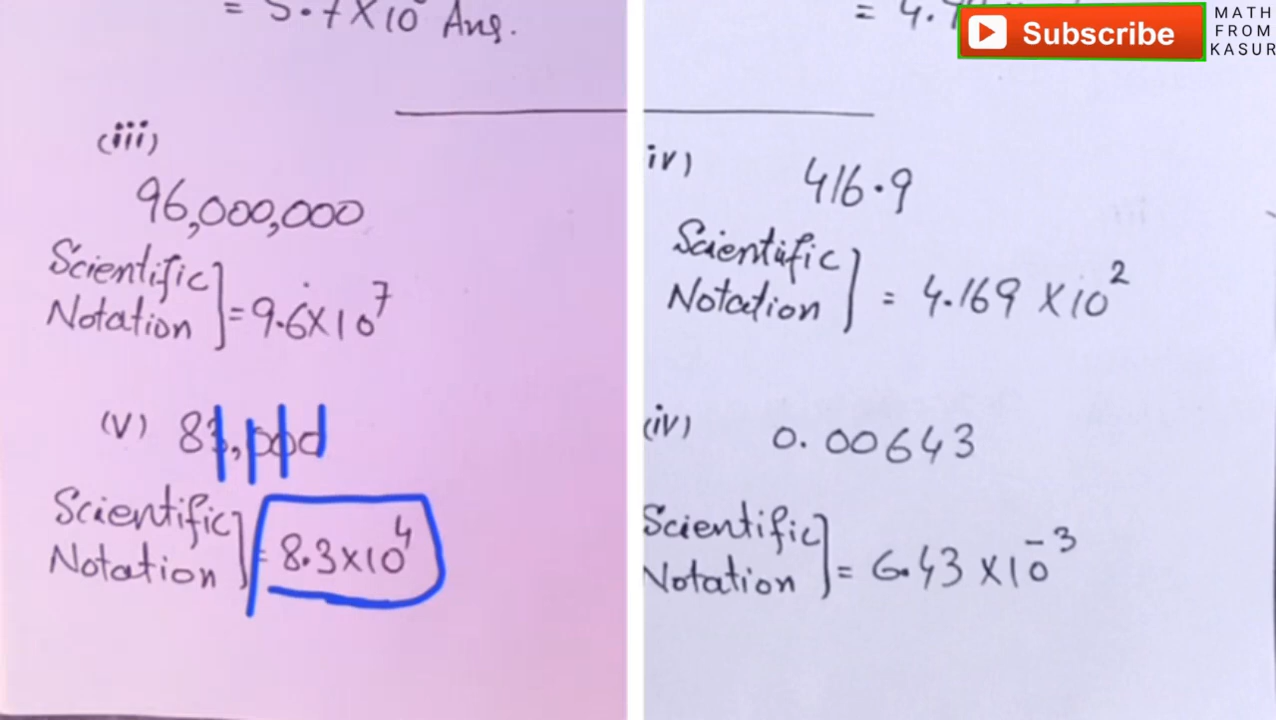 = 5.7 × 10 Ans.
(iii)
96,000,000
Scientific
Notation ] = 9.6 × 10⁷
(V) 83,000
Scientific
Notation ] = 8.3 × 10⁴
= 4.
Subscribe
MATH
FROM
KASUR
iv)
416.9
Scientific
Notation ] = 4.169 × 10²
(iv)
0.00643
Scientific
Notation ] = 6.43 × 10⁻³